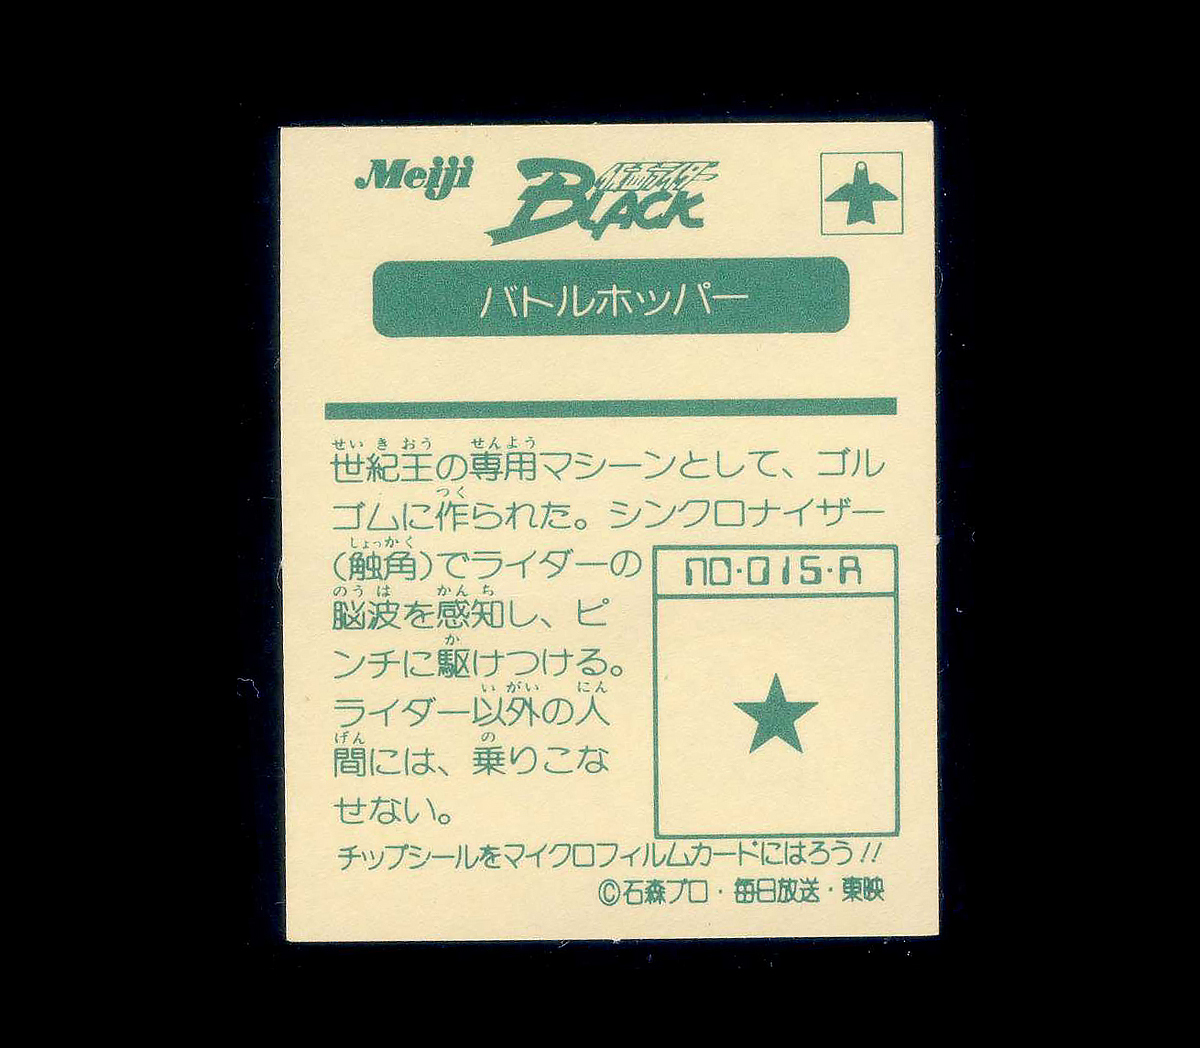 Meiji
仮面ライダー
BLACK
バトルホッパー
せいきおう せんよう
世紀王の専用マシーンとして、ゴル
つく
ゴムに作られた。シンクロナイザー
しょっかく
(触角)でライダーの
NO・015・A
のうは かんち
脳波を感知し、ピ
か
ンチに駆けつける。
いがい にん
ライダー以外の人
げん の
間には、乗りこな
せない。
チップシールをマイクロフィルムカードにはろう!!
©石森プロ・毎日放送・東映